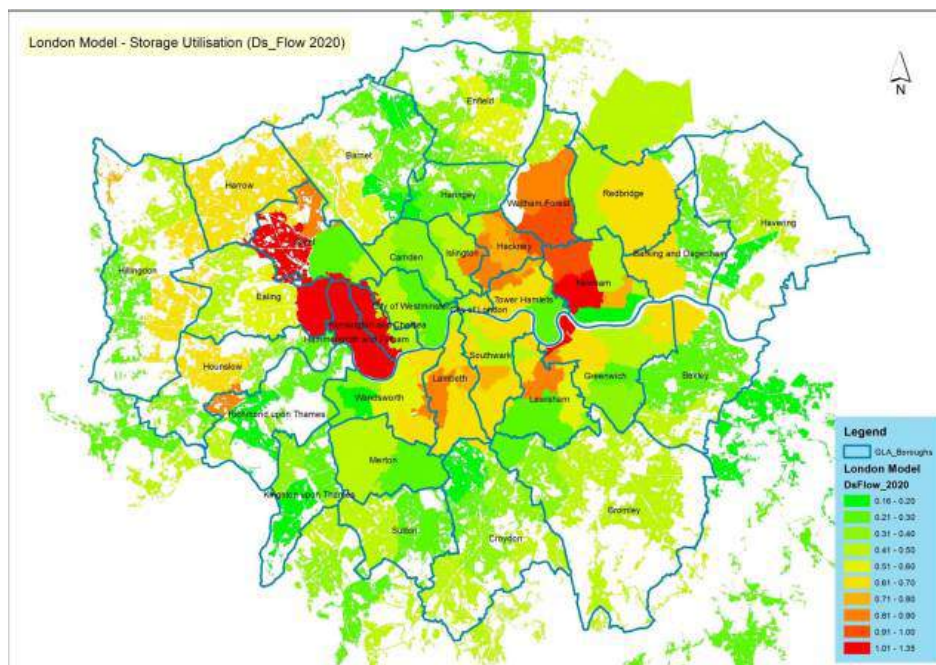 London Model - Storage Utilisation (Ds_Flow 2020)
N
Enfield
Barnet
Harrow
Haringey
Waltham Forest
Redbridge
Havering
Hillingdon
Camden
Islington
Hackney
Barking and Dagenham
Newham
Ealing
City of Westminster
City of London
Tower Hamlets
Kensington and Chelsea
Hammersmith and Fulham
Hounslow
Southwark
Lambeth
Greenwich
Bexley
Richmond upon Thames
Wandsworth
Lewisham
Merton
Kingston upon Thames
Sutton
Croydon
Bromley
Legend
GLA_Boroughs
London Model
DsFlow_2020
0.16 - 0.20
0.21 - 0.30
0.31 - 0.40
0.41 - 0.50
0.51 - 0.60
0.61 - 0.70
0.71 - 0.80
0.81 - 0.90
0.91 - 1.00
1.01 - 1.35